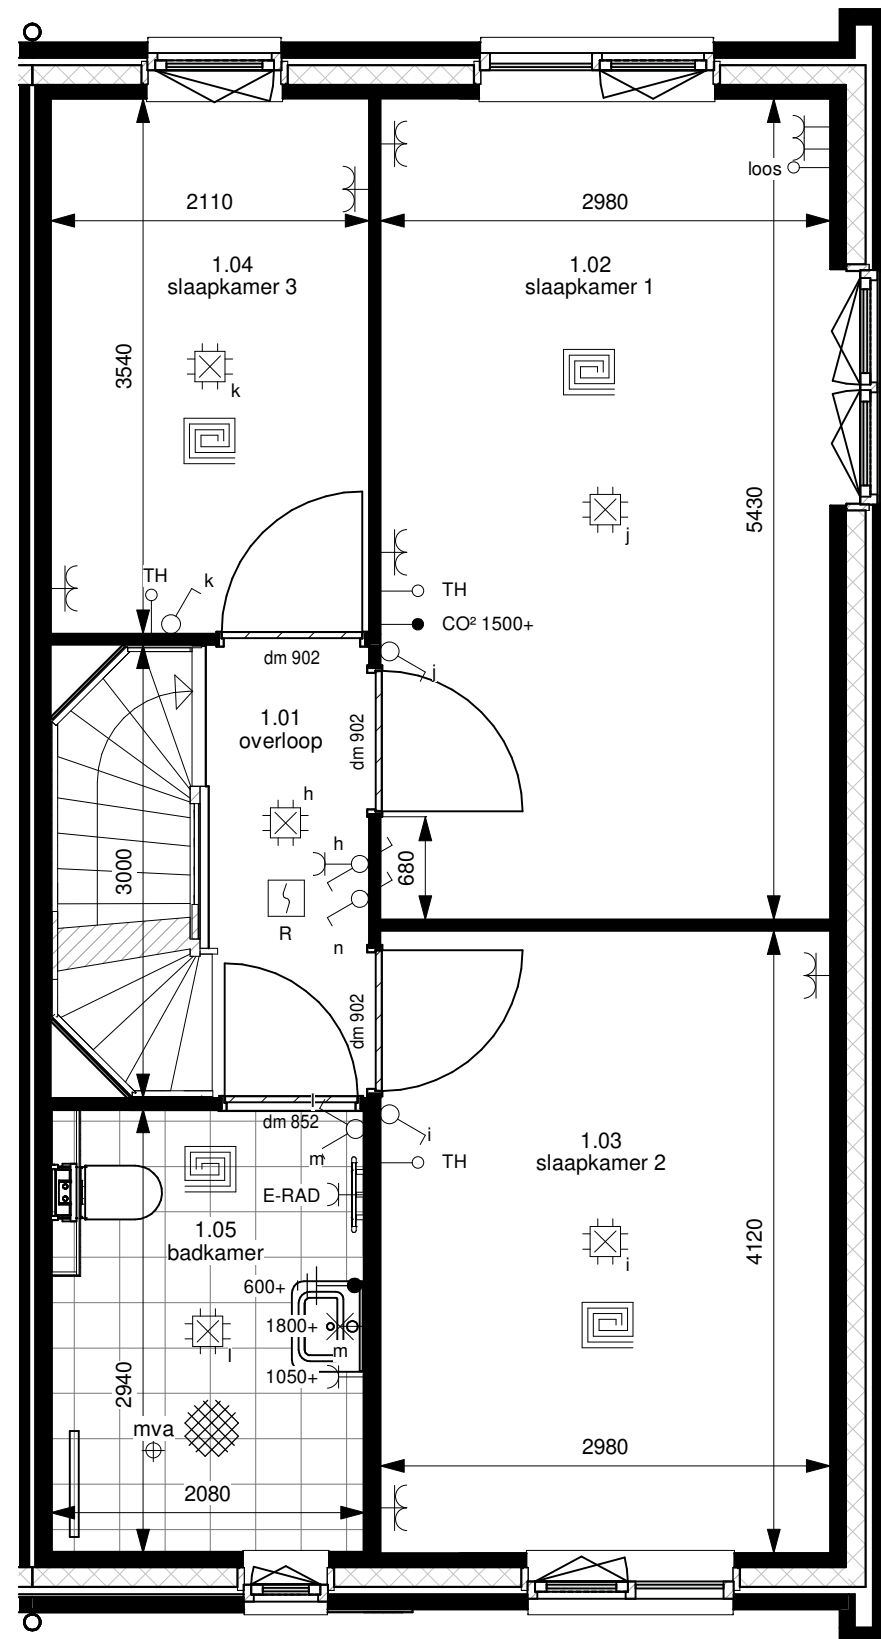 loos
2110
2980
1.04
slaapkamer 3
1.02
slaapkamer 1
3540
k
5430
j
TH
k
TH
CO² 1500+
j
dm 902
1.01
overloop
dm 902
h
h
3000
680
R
n
dm 902
dm 852
m
i
TH
1.03
slaapkamer 2
E-RAD
1.05
badkamer
4120
i
600+
1800+
m
l
1050+
2940
mva
2980
2080